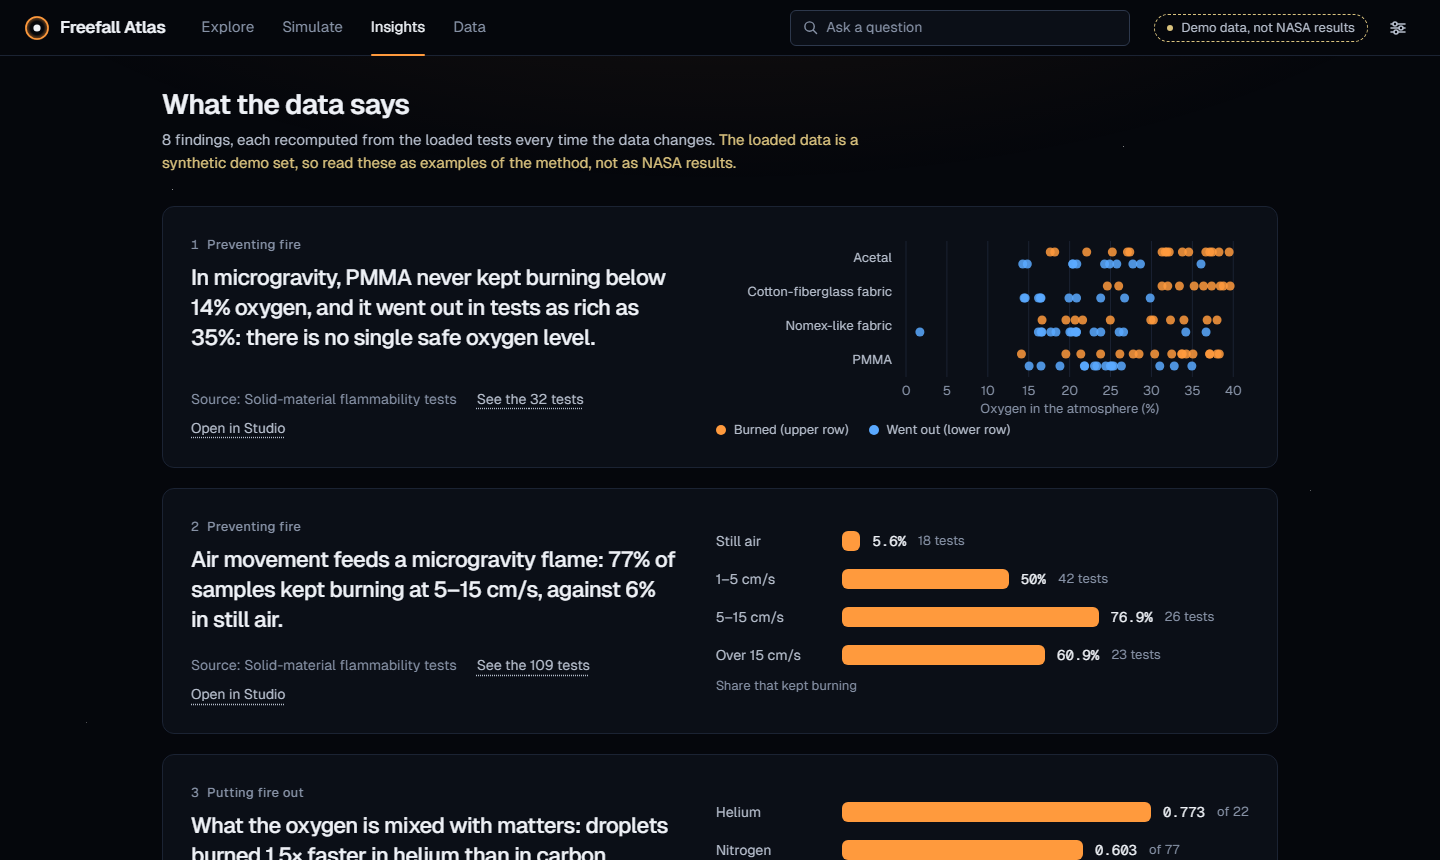 Freefall Atlas
Explore
Simulate
Insights
Data
Ask a question
Demo data, not NASA results
What the data says
8 findings, each recomputed from the loaded tests every time the data changes. The loaded data is a
synthetic demo set, so read these as examples of the method, not as NASA results.
1 Preventing fire
In microgravity, PMMA never kept burning below
14% oxygen, and it went out in tests as rich as
35%: there is no single safe oxygen level.
Source: Solid-material flammability tests See the 32 tests
Open in Studio
Acetal
Cotton-fiberglass fabric
Nomex-like fabric
PMMA
0 5 10 15 20 25 30 35 40
Oxygen in the atmosphere (%)
Burned (upper row) Went out (lower row)
2 Preventing fire
Air movement feeds a microgravity flame: 77% of
samples kept burning at 5–15 cm/s, against 6%
in still air.
Source: Solid-material flammability tests See the 109 tests
Open in Studio
Still air 5.6% 18 tests
1–5 cm/s 50% 42 tests
5–15 cm/s 76.9% 26 tests
Over 15 cm/s 60.9% 23 tests
Share that kept burning
3 Putting fire out
What the oxygen is mixed with matters: droplets
burned 1.5× faster in helium than in carbon
Helium 0.773 of 22
Nitrogen 0.603 of 77